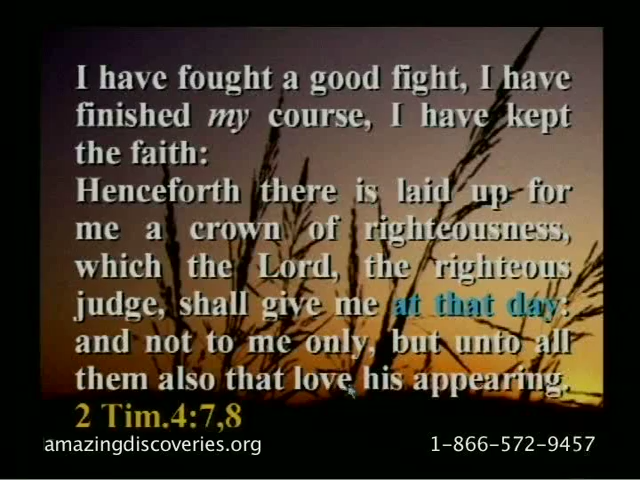 I have fought a good fight, I have
finished my course, I have kept
the faith:
Henceforth there is laid up for
me a crown of righteousness,
which the Lord, the righteous
judge, shall give me at that day:
and not to me only, but unto all
them also that love his appearing.
2 Tim.4:7,8
amazingdiscoveries.org 1-866-572-9457